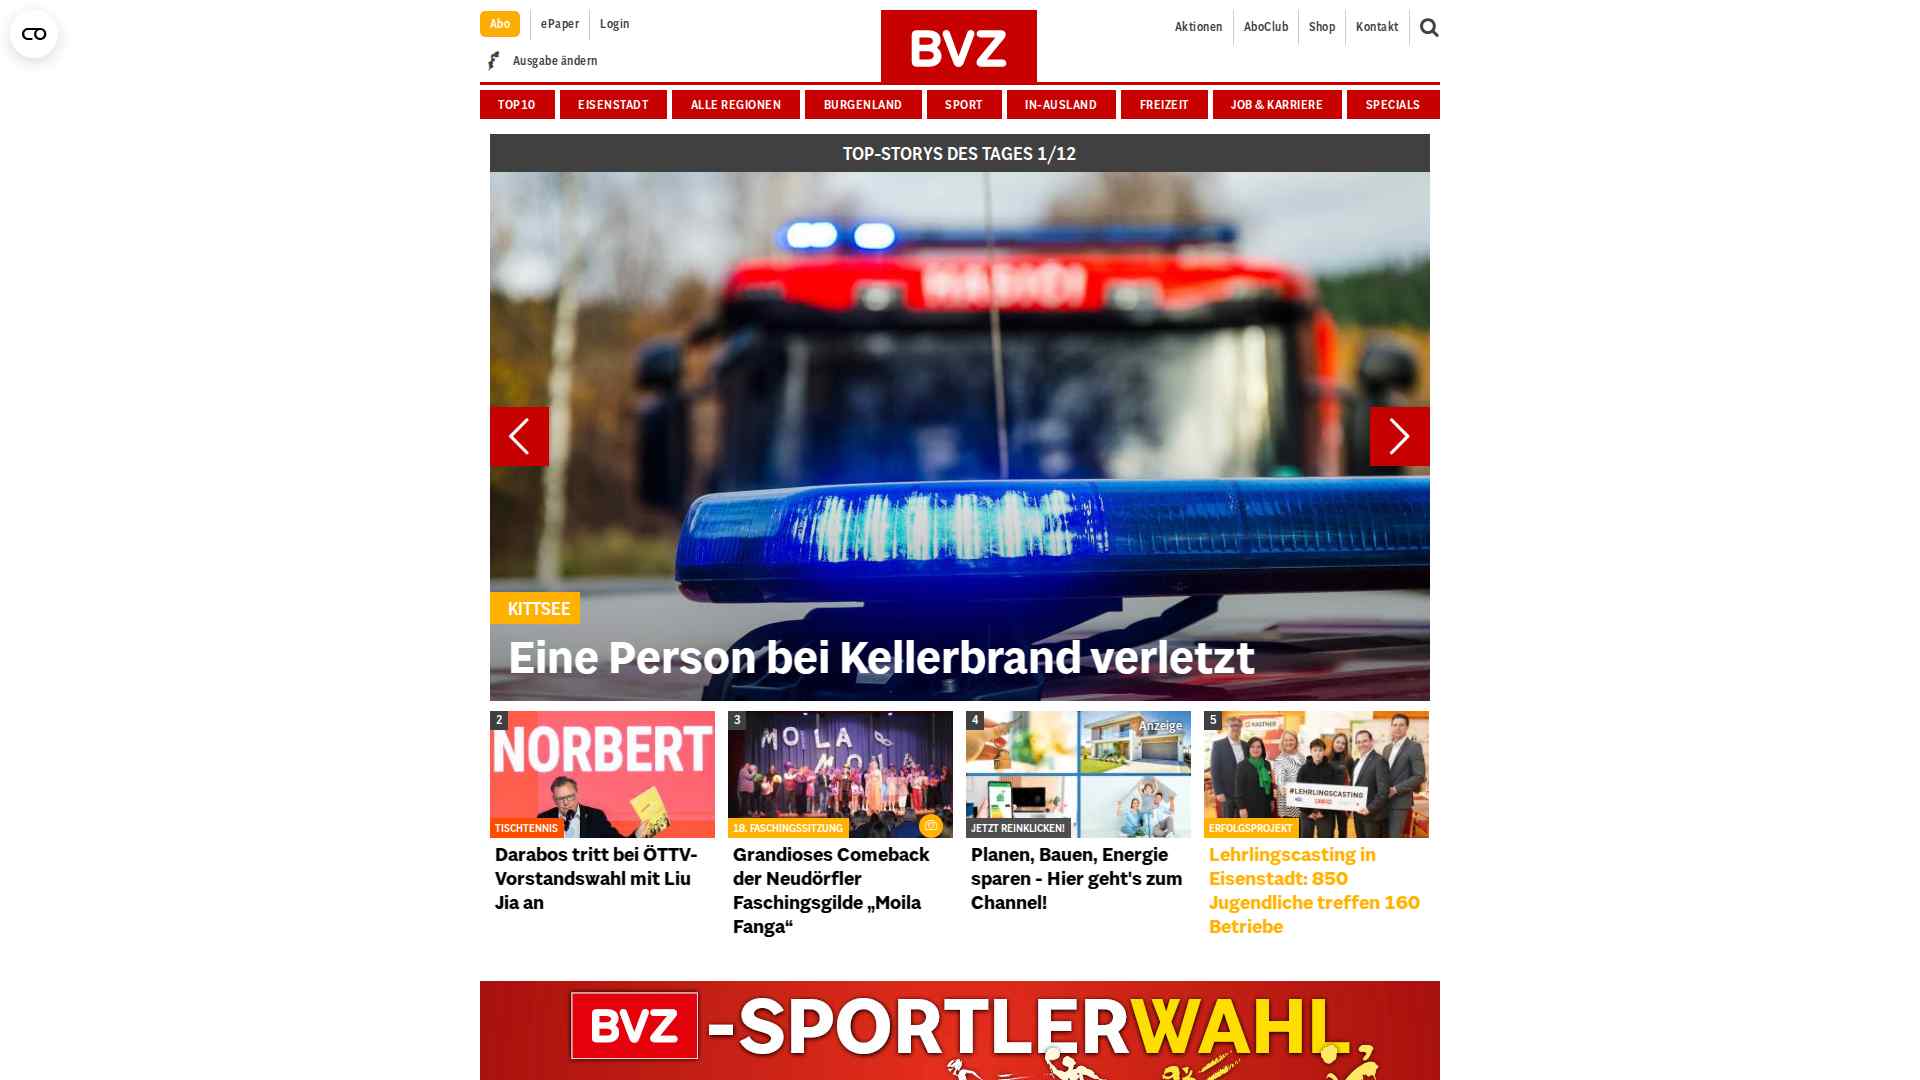 Abo
ePaper
Login
Ausgabe ändern
BVZ
Aktionen
AboClub
Shop
Kontakt
TOP10
EISENSTADT
ALLE REGIONEN
BURGENLAND
SPORT
IN-AUSLAND
FREIZEIT
JOB & KARRIERE
SPECIALS
TOP-STORYS DES TAGES 1/12
KITTSEE
Eine Person bei Kellerbrand verletzt
2
NORBERT
TISCHTENNIS
Darabos tritt bei ÖTTV-
Vorstandswahl mit Liu
Jia an
3
MOILA
MOILA
18. FASCHINGSSITZUNG
Grandioses Comeback
der Neudörfler
Faschingsgilde „Moila
Fanga“
4
Anzeige
JETZT REINKLICKEN!
Planen, Bauen, Energie
sparen - Hier geht's zum
Channel!
5
KASTNER
#LEHRLINGSCASTING
ERFOLGSPROJEKT
Lehrlingscasting in
Eisenstadt: 850
Jugendliche treffen 160
Betriebe
BVZ-SPORTLERWAHL